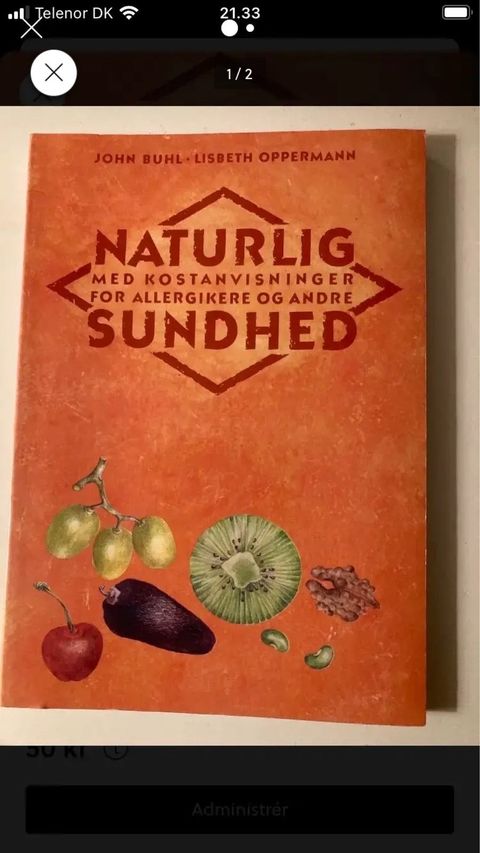 Telenor DK
21.33
1 / 2
JOHN BUHL · LISBETH OPPERMANN
NATURLIG
MED KOSTANVISNINGER
FOR ALLERGIKERE OG ANDRE
SUNDHED
50 kr
Administrér